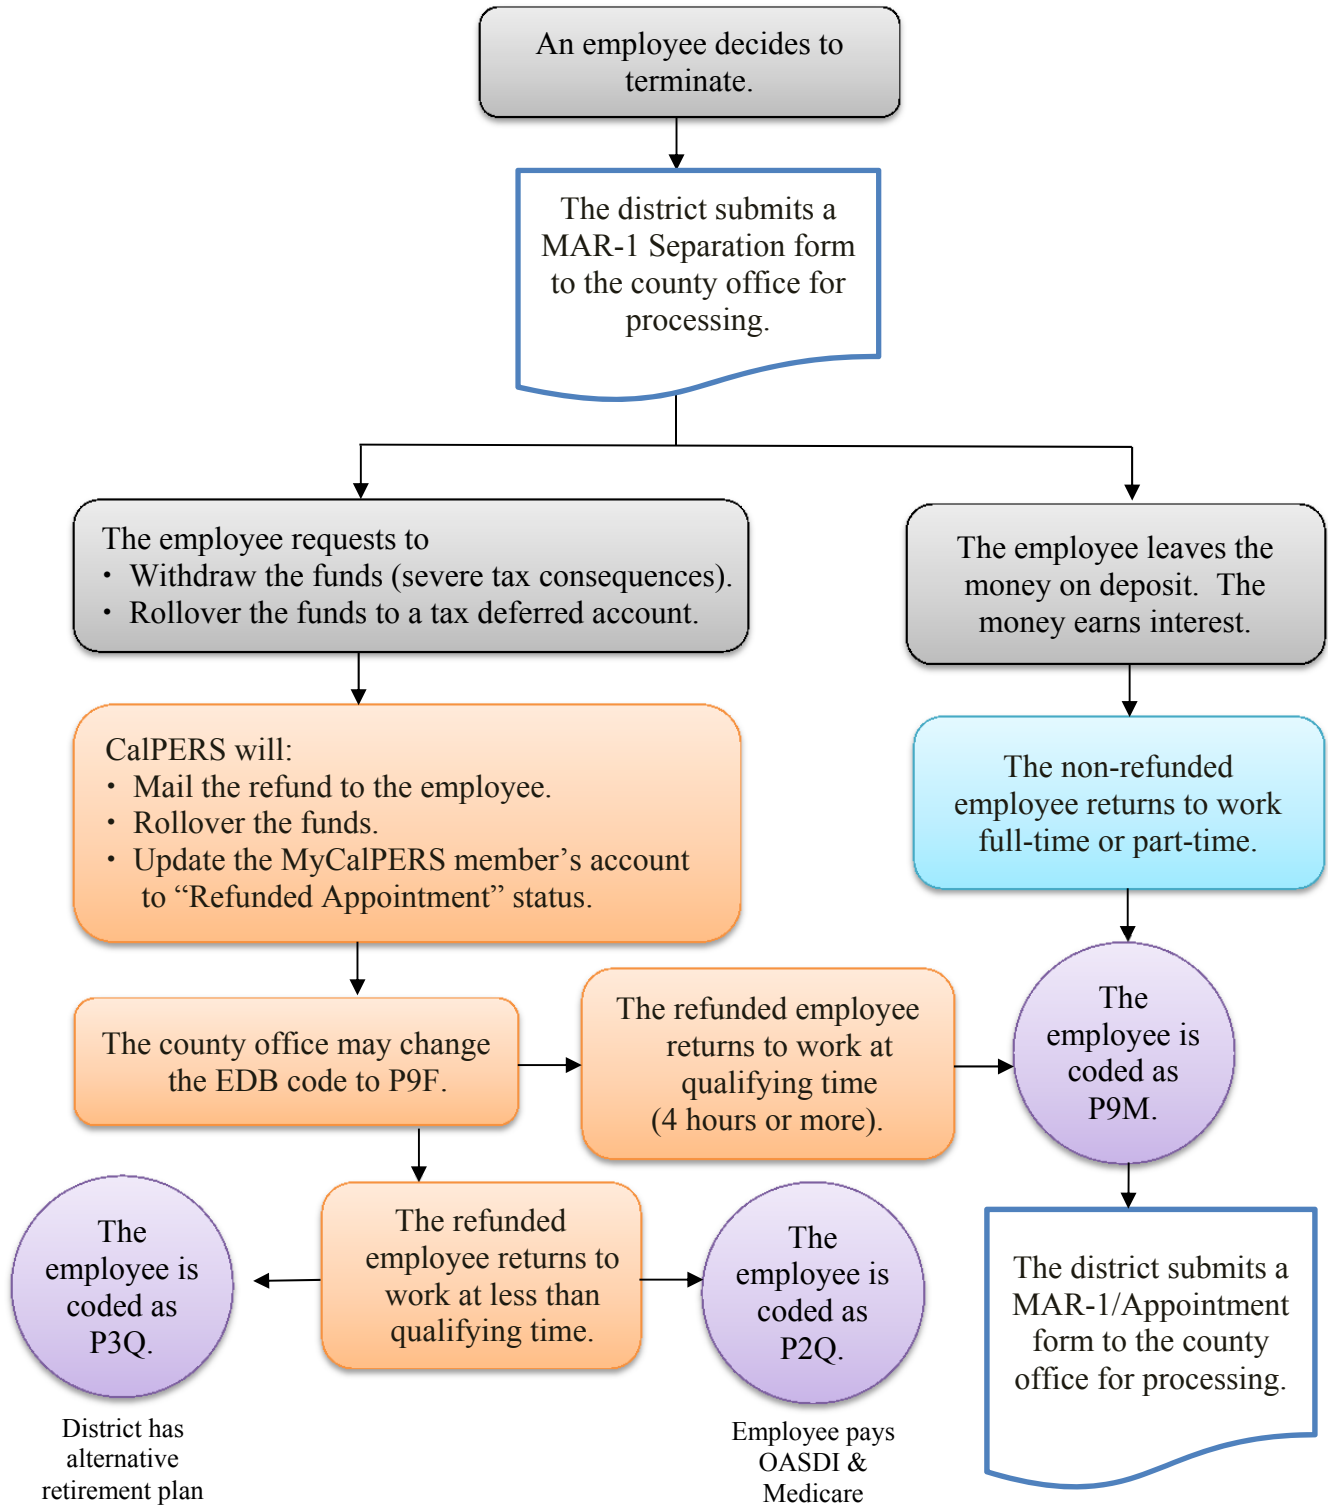 An employee decides to
terminate.
The district submits a
MAR-1 Separation form
to the county office for
processing.
The employee requests to
• Withdraw the funds (severe tax consequences).
• Rollover the funds to a tax deferred account.
The employee leaves the
money on deposit.  The
money earns interest.
CalPERS will:
• Mail the refund to the employee.
• Rollover the funds.
• Update the MyCalPERS member’s account
to “Refunded Appointment” status.
The non-refunded
employee returns to work
full-time or part-time.
The county office may change
the EDB code to P9F.
The refunded employee
returns to work at
qualifying time
(4 hours or more).
The
employee is
coded as
P9M.
The
employee is
coded as
P3Q.
The refunded
employee returns to
work at less than
qualifying time.
The
employee is
coded as
P2Q.
The district submits a
MAR-1/Appointment
form to the county
office for processing.
District has
alternative
retirement plan
Employee pays
OASDI &
Medicare